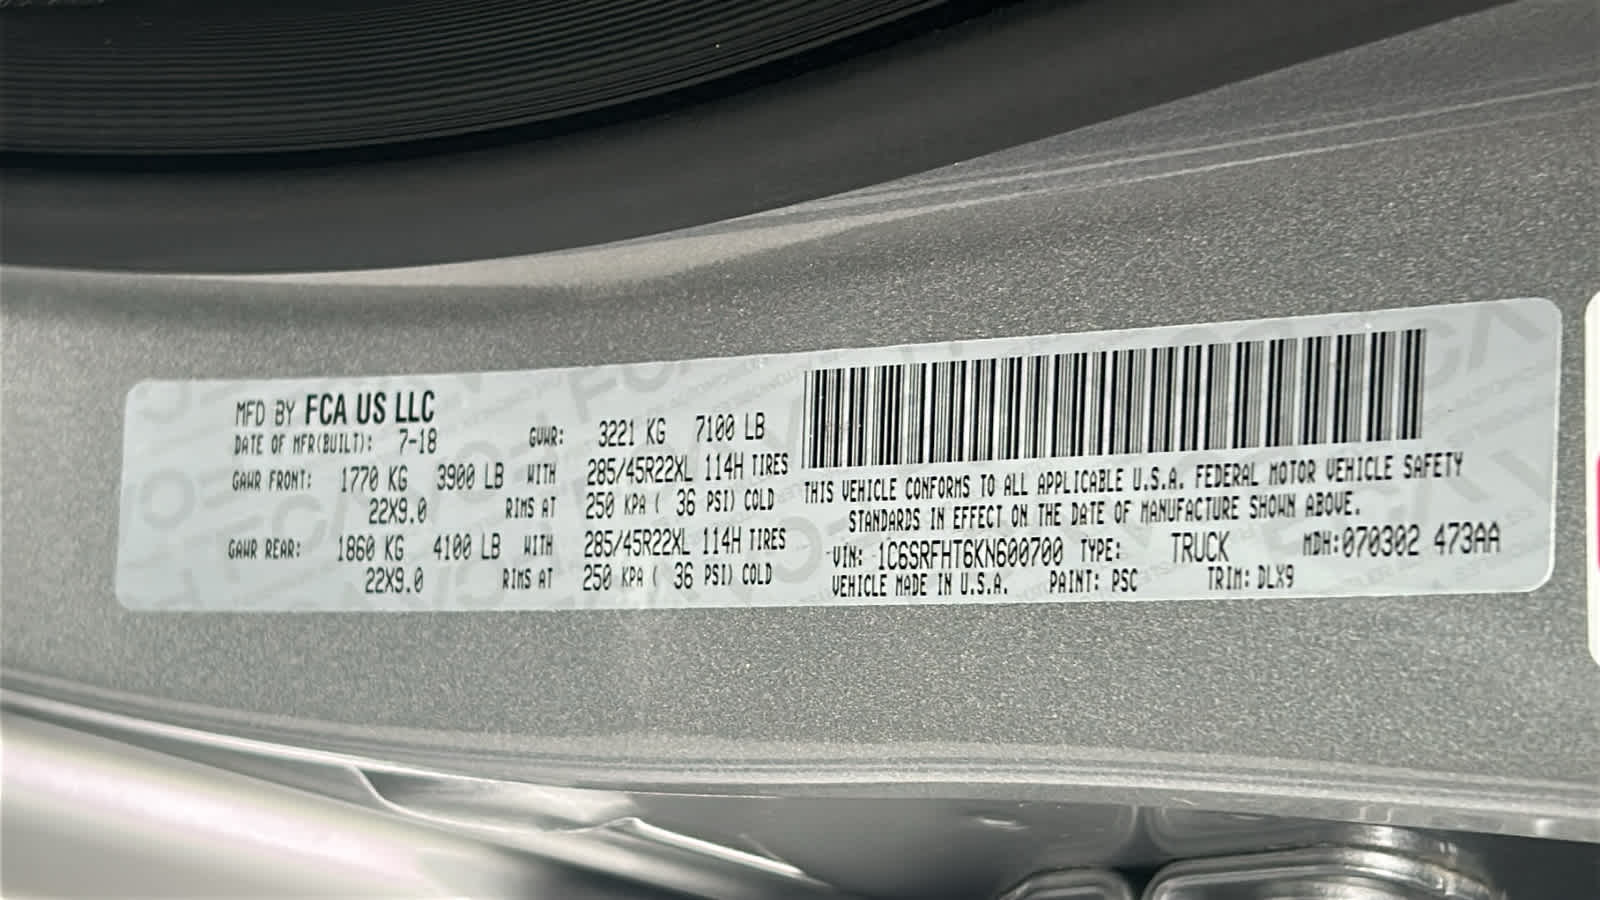 MFD BY FCA US LLC
DATE OF MFR(BUILT): 7-18 GVWR: 3221 KG 7100 LB
GAWR FRONT: 1770 KG 3900 LB WITH 285/45R22XL 114H TIRES
22X9.0 RIMS AT 250 KPA ( 36 PSI) COLD
GAWR REAR: 1860 KG 4100 LB WITH 285/45R22XL 114H TIRES
22X9.0 RIMS AT 250 KPA ( 36 PSI) COLD
THIS VEHICLE CONFORMS TO ALL APPLICABLE U.S.A. FEDERAL MOTOR VEHICLE SAFETY
STANDARDS IN EFFECT ON THE DATE OF MANUFACTURE SHOWN ABOVE.
VIN: 1C6SRFHT6KN600700 TYPE: TRUCK MDH:070302 473AA
VEHICLE MADE IN U.S.A. PAINT: PSC TRIM: DLX9